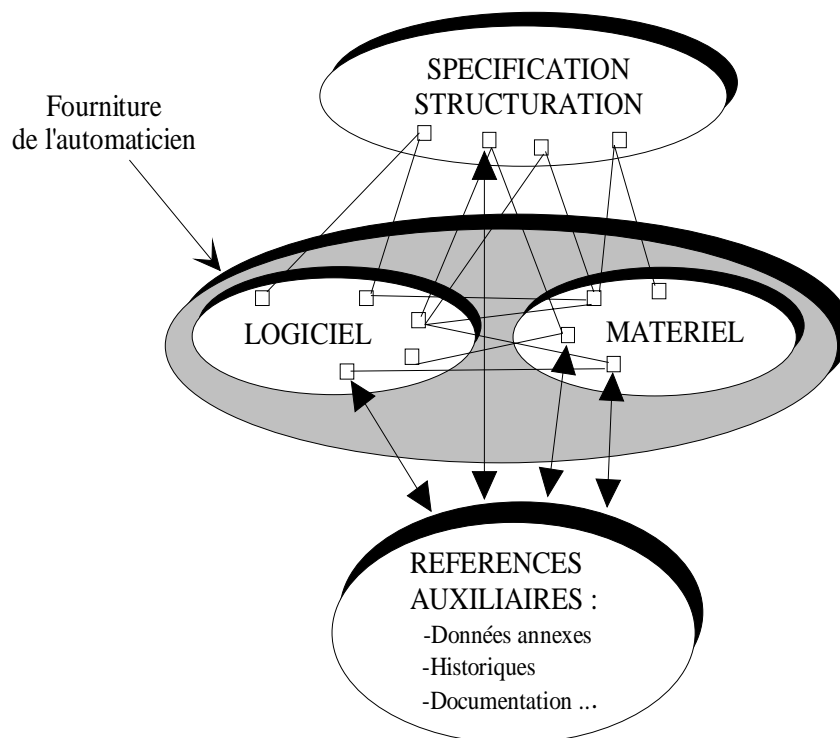 SPECIFICATION
STRUCTURATION
Fourniture
de l'automaticien
LOGICIEL
MATERIEL
REFERENCES
AUXILIAIRES :
-Données annexes
-Historiques
-Documentation ...